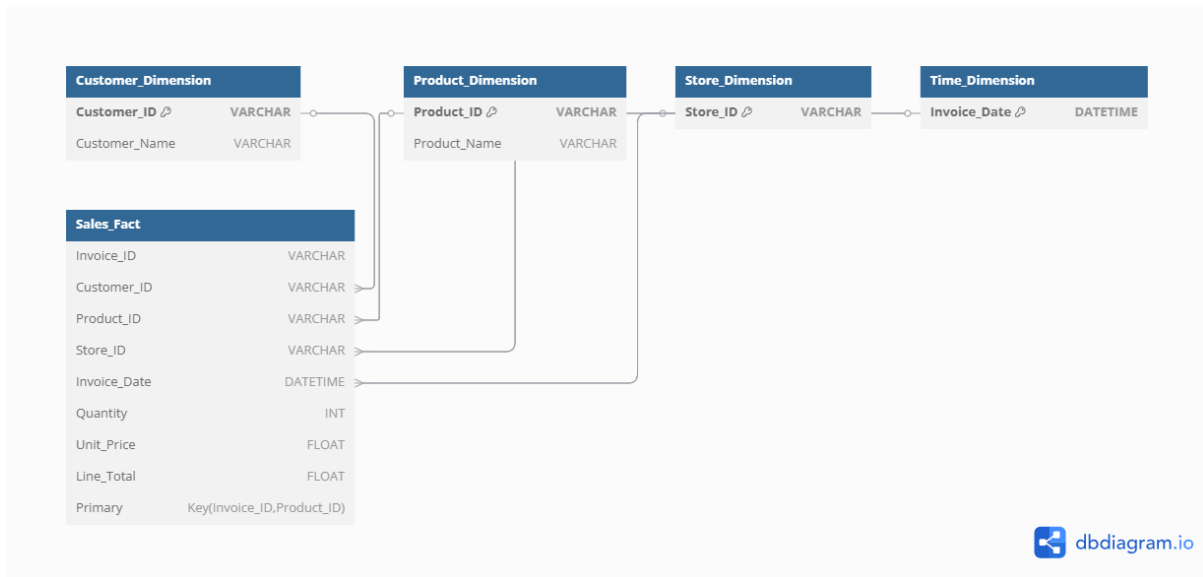 Customer_Dimension
Customer_ID VARCHAR
Customer_Name VARCHAR
Product_Dimension
Product_ID VARCHAR
Product_Name VARCHAR
Store_Dimension
Store_ID VARCHAR
Time_Dimension
Invoice_Date DATETIME
Sales_Fact
Invoice_ID VARCHAR
Customer_ID VARCHAR
Product_ID VARCHAR
Store_ID VARCHAR
Invoice_Date DATETIME
Quantity INT
Unit_Price FLOAT
Line_Total FLOAT
Primary Key(Invoice_ID,Product_ID)
dbdiagram.io